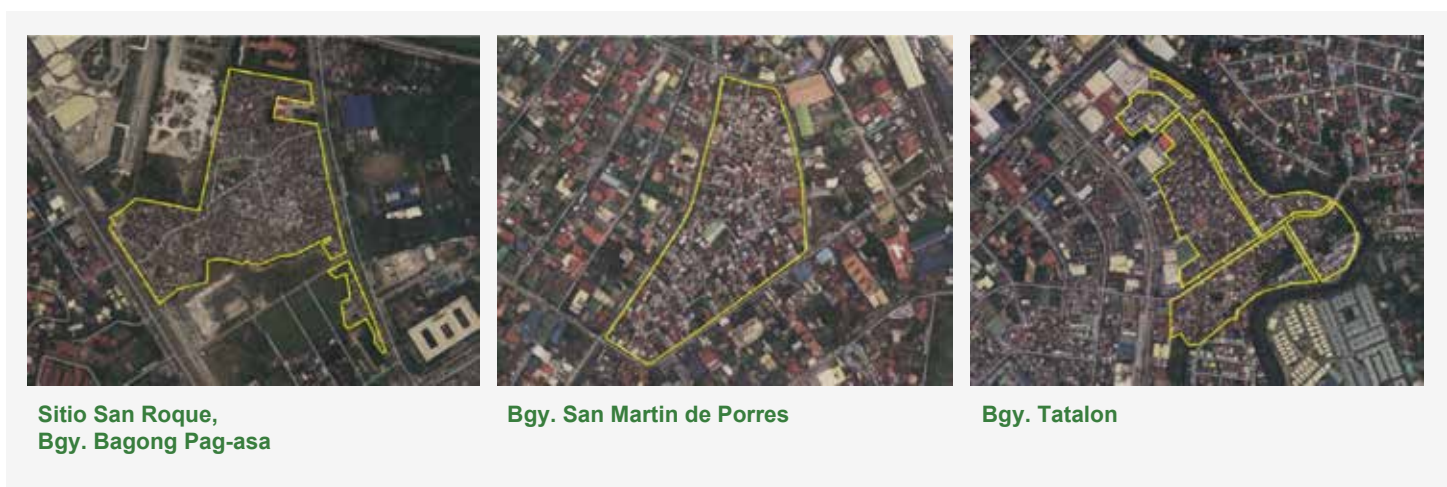 Sitio San Roque,
Bgy. Bagong Pag-asa
Bgy. San Martin de Porres
Bgy. Tatalon